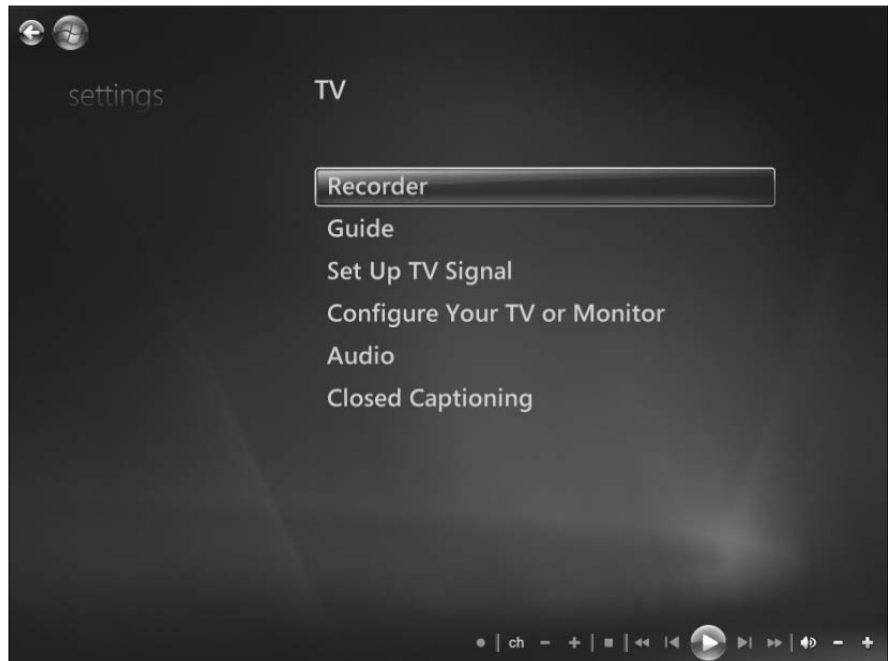 settings
TV
Recorder
Guide
Set Up TV Signal
Configure Your TV or Monitor
Audio
Closed Captioning
ch - +
- +